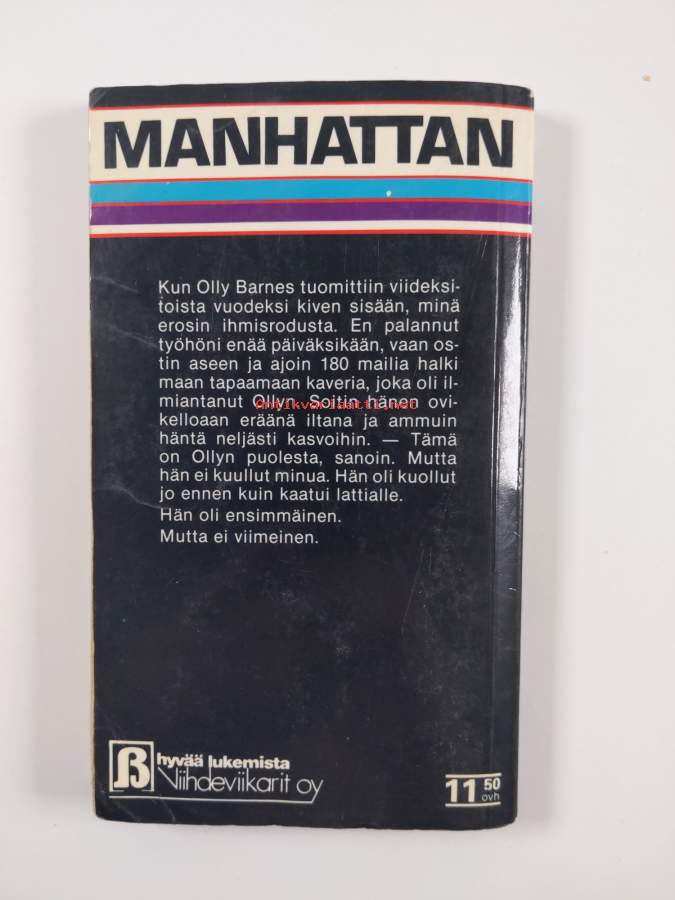 MANHATTAN
Kun Olly Barnes tuomittiin viideksi-
toista vuodeksi kiven sisään, minä
erosin ihmisrodusta. En palannut
työhöni enää päiväksikään, vaan os-
tin aseen ja ajoin 180 mailia halki
maan tapaamaan kaveria, joka oli il-
miantanut Ollyn. Soitin hänen ovi-
Antikvariaatti.net
kelloaan eräänä iltana ja ammuin
häntä neljästi kasvoihin. — Tämä
on Ollyn puolesta, sanoin. Mutta
hän ei kuullut minua. Hän oli kuollut
jo ennen kuin kaatui lattialle.
Hän oli ensimmäinen.
Mutta ei viimeinen.
hyvää lukemista
Viihdeviikarit oy
11 50
ovh